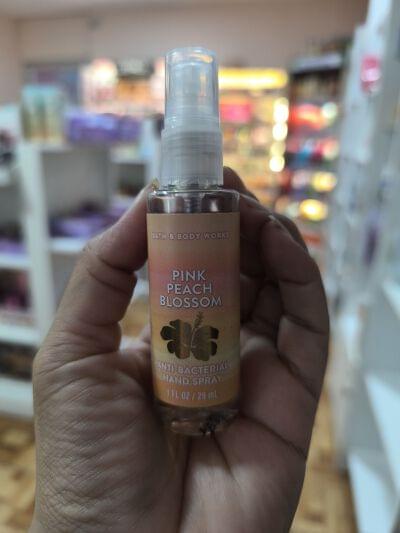 BATH & BODY WORKS
PINK
PEACH
BLOSSOM
ANTI-BACTERIAL
HAND SPRAY
1 FL OZ / 29 mL